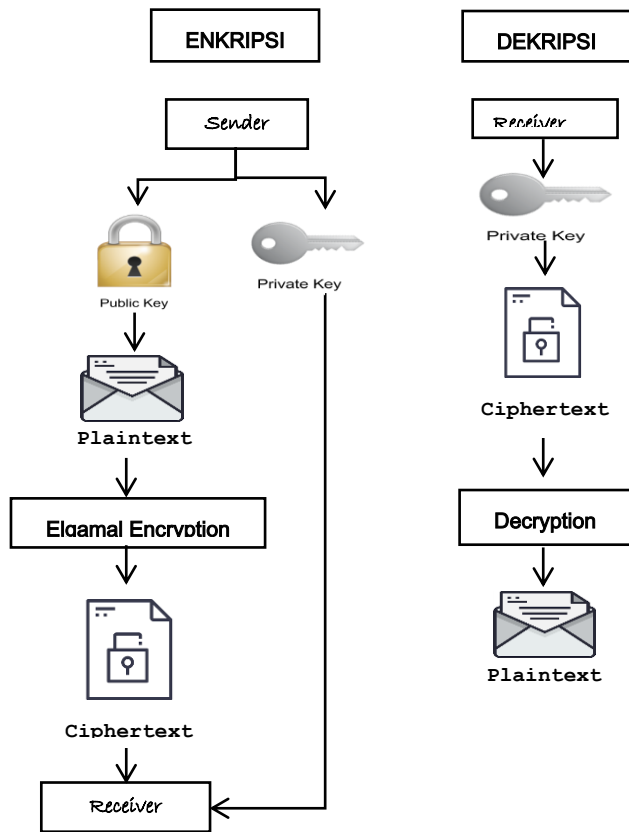 ENKRIPSI
Sender
Public Key
Private Key
Plaintext
Elgamal Encryption
Ciphertext
Receiver
DEKRIPSI
Receiver
Private Key
Ciphertext
Decryption
Plaintext